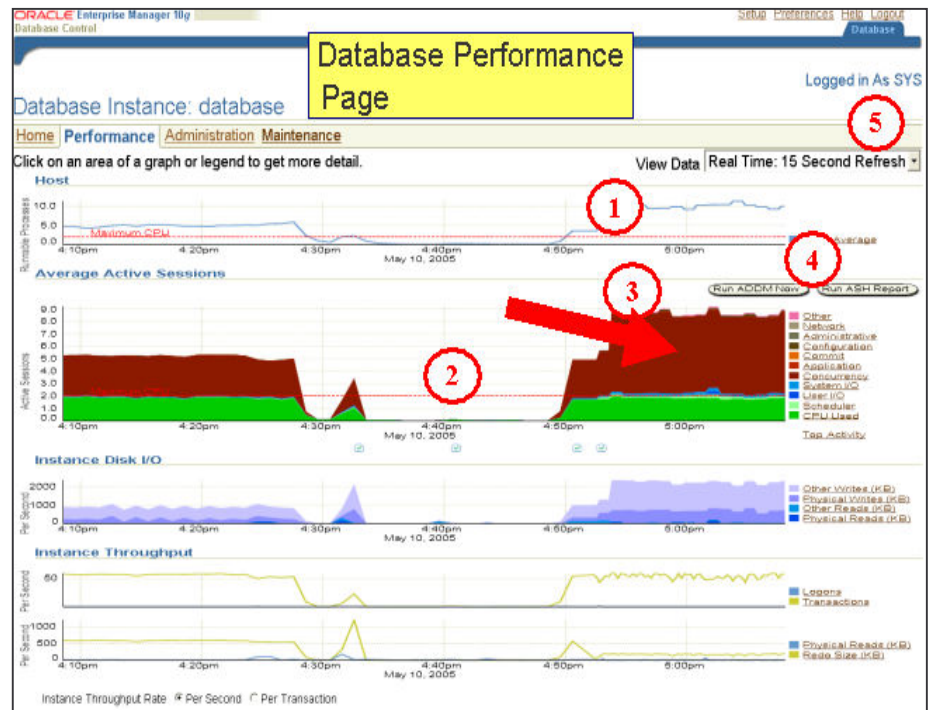 ORACLE Enterprise Manager 10g
Database Control
Setup Preferences Help Logout
Database
Database Performance
Page
Logged in As SYS
Database Instance: database
5
Home Performance Administration Maintenance
Click on an area of a graph or legend to get more detail.
View Data Real Time: 15 Second Refresh
Host
Runnable Processes
10.0
5.0
0.0
Maximum CPU
1
Average
4:10pm 4:20pm 4:30pm 4:40pm 4:50pm 5:00pm
May 10, 2005
Average Active Sessions
3
4
Run ADDM Now Run ASH Report
Active Sessions
9.0
8.0
7.0
6.0
5.0
4.0
3.0
2.0
1.0
0.0
Maximum CPU
2
Other
Network
Administrative
Configuration
Commit
Application
Concurrency
System I/O
User I/O
Scheduler
CPU Used
Top Activity
4:10pm 4:20pm 4:30pm 4:40pm 4:50pm 5:00pm
May 10, 2005
Instance Disk I/O
Per Second
2000
1000
0
Other Writes (KB)
Physical Writes (KB)
Other Reads (KB)
Physical Reads (KB)
4:10pm 4:20pm 4:30pm 4:40pm 4:50pm 5:00pm
May 10, 2005
Instance Throughput
Per Second
50
Logons
Transactions
Per Second
1000
500
0
Physical Reads (KB)
Redo Size (KB)
4:10pm 4:20pm 4:30pm 4:40pm 4:50pm 5:00pm
May 10, 2005
Instance Throughput Rate Per Second Per Transaction